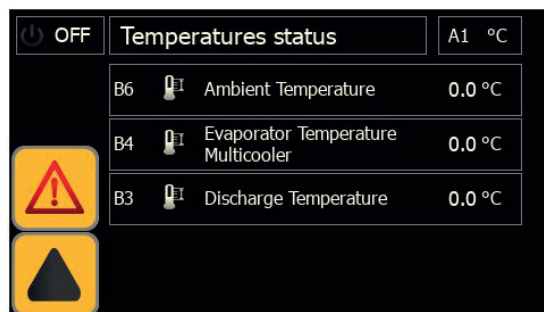 OFF Temperatures status A1 °C
B6 Ambient Temperature 0.0 °C
B4 Evaporator Temperature Multicooler 0.0 °C
B3 Discharge Temperature 0.0 °C